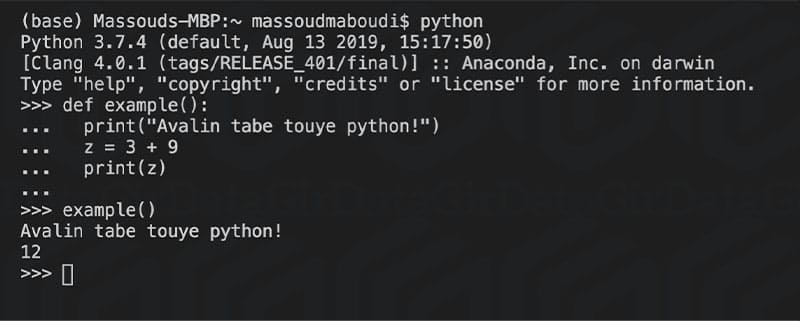 (base) Massouds-MBP:~ massoudmaboudi$ python
Python 3.7.4 (default, Aug 13 2019, 15:17:50)
[Clang 4.0.1 (tags/RELEASE_401/final)] :: Anaconda, Inc. on darwin
Type "help", "copyright", "credits" or "license" for more information.
>>> def example():
...   print("Avalin tabe touye python!")
...   z = 3 + 9
...   print(z)
...
>>> example()
Avalin tabe touye python!
12
>>>